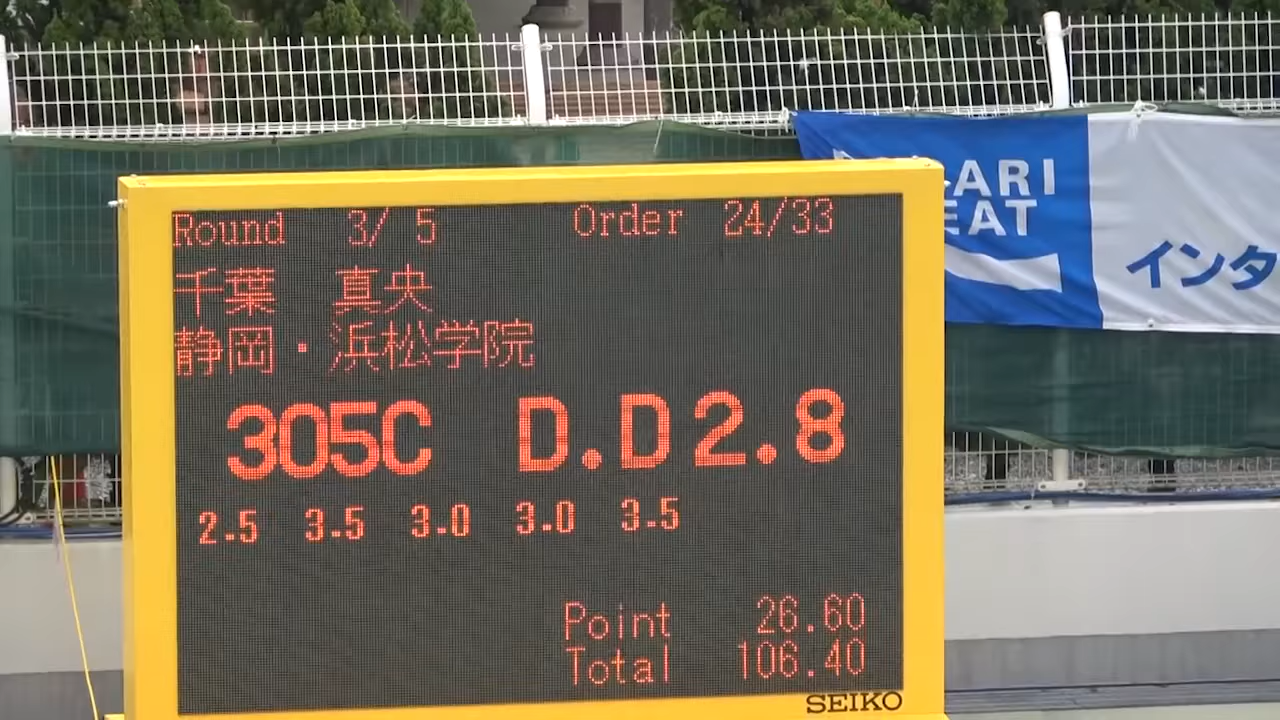 Round 3/ 5 Order 24/33
千葉 真央
静岡・浜松学院
305C D.D2.8
2.5 3.5 3.0 3.0 3.5
Point 26.60
Total 106.40
SEIKO
ARI
EAT
インタ